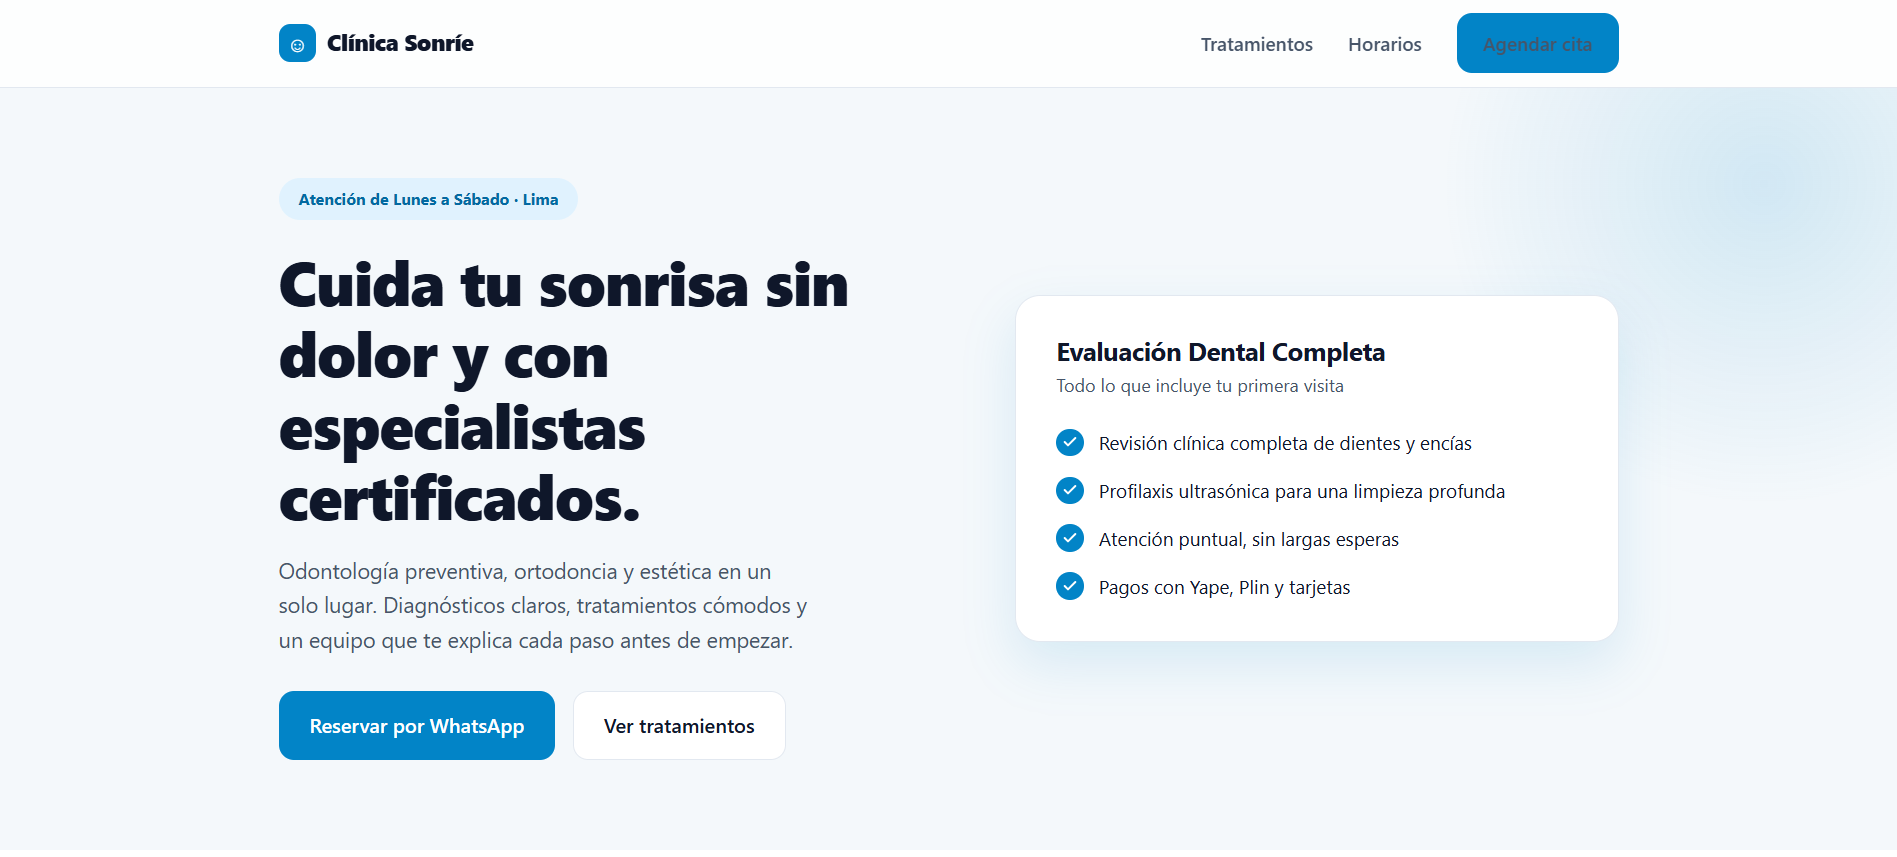 Clínica Sonríe
Tratamientos
Horarios
Agendar cita
Atención de Lunes a Sábado · Lima
Cuida tu sonrisa sin
dolor y con
especialistas
certificados.
Odontología preventiva, ortodoncia y estética en un
solo lugar. Diagnósticos claros, tratamientos cómodos y
un equipo que te explica cada paso antes de empezar.
Reservar por WhatsApp
Ver tratamientos
Evaluación Dental Completa
Todo lo que incluye tu primera visita
Revisión clínica completa de dientes y encías
Profilaxis ultrasónica para una limpieza profunda
Atención puntual, sin largas esperas
Pagos con Yape, Plin y tarjetas